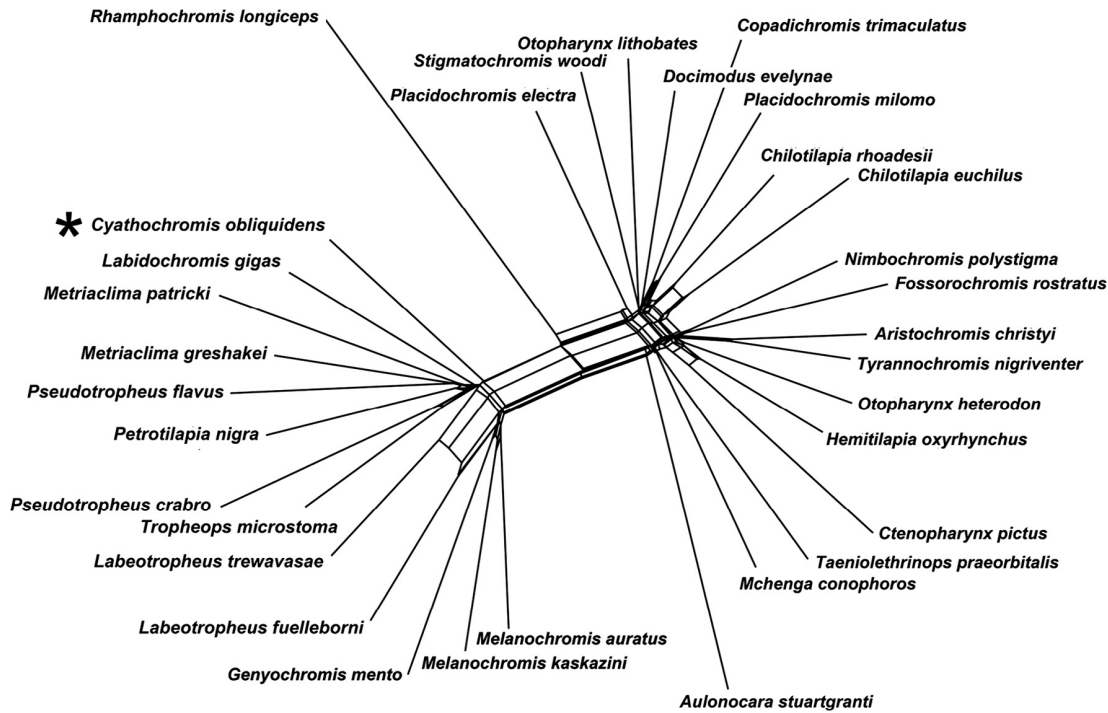 Rhamphochromis longiceps
Copadichromis trimaculatus
Otopharynx lithobates
Stigmatochromis woodi
Docimodus evelynae
Placidochromis electra
Placidochromis milomo
Chilotilapia rhoadesii
Chilotilapia euchilus
* Cyathochromis obliquidens
Labidochromis gigas
Nimbochromis polystigma
Metriaclima patricki
Fossorochromis rostratus
Aristochromis christyi
Metriaclima greshakei
Tyrannochromis nigriventer
Pseudotropheus flavus
Otopharynx heterodon
Petrotilapia nigra
Hemitilapia oxyrhynchus
Pseudotropheus crabro
Tropheops microstoma
Ctenopharynx pictus
Labeotropheus trewavasae
Taeniolethrinops praeorbitalis
Mchenga conophoros
Labeotropheus fuelleborni
Melanochromis auratus
Melanochromis kaskazini
Genyochromis mento
Aulonocara stuartgranti